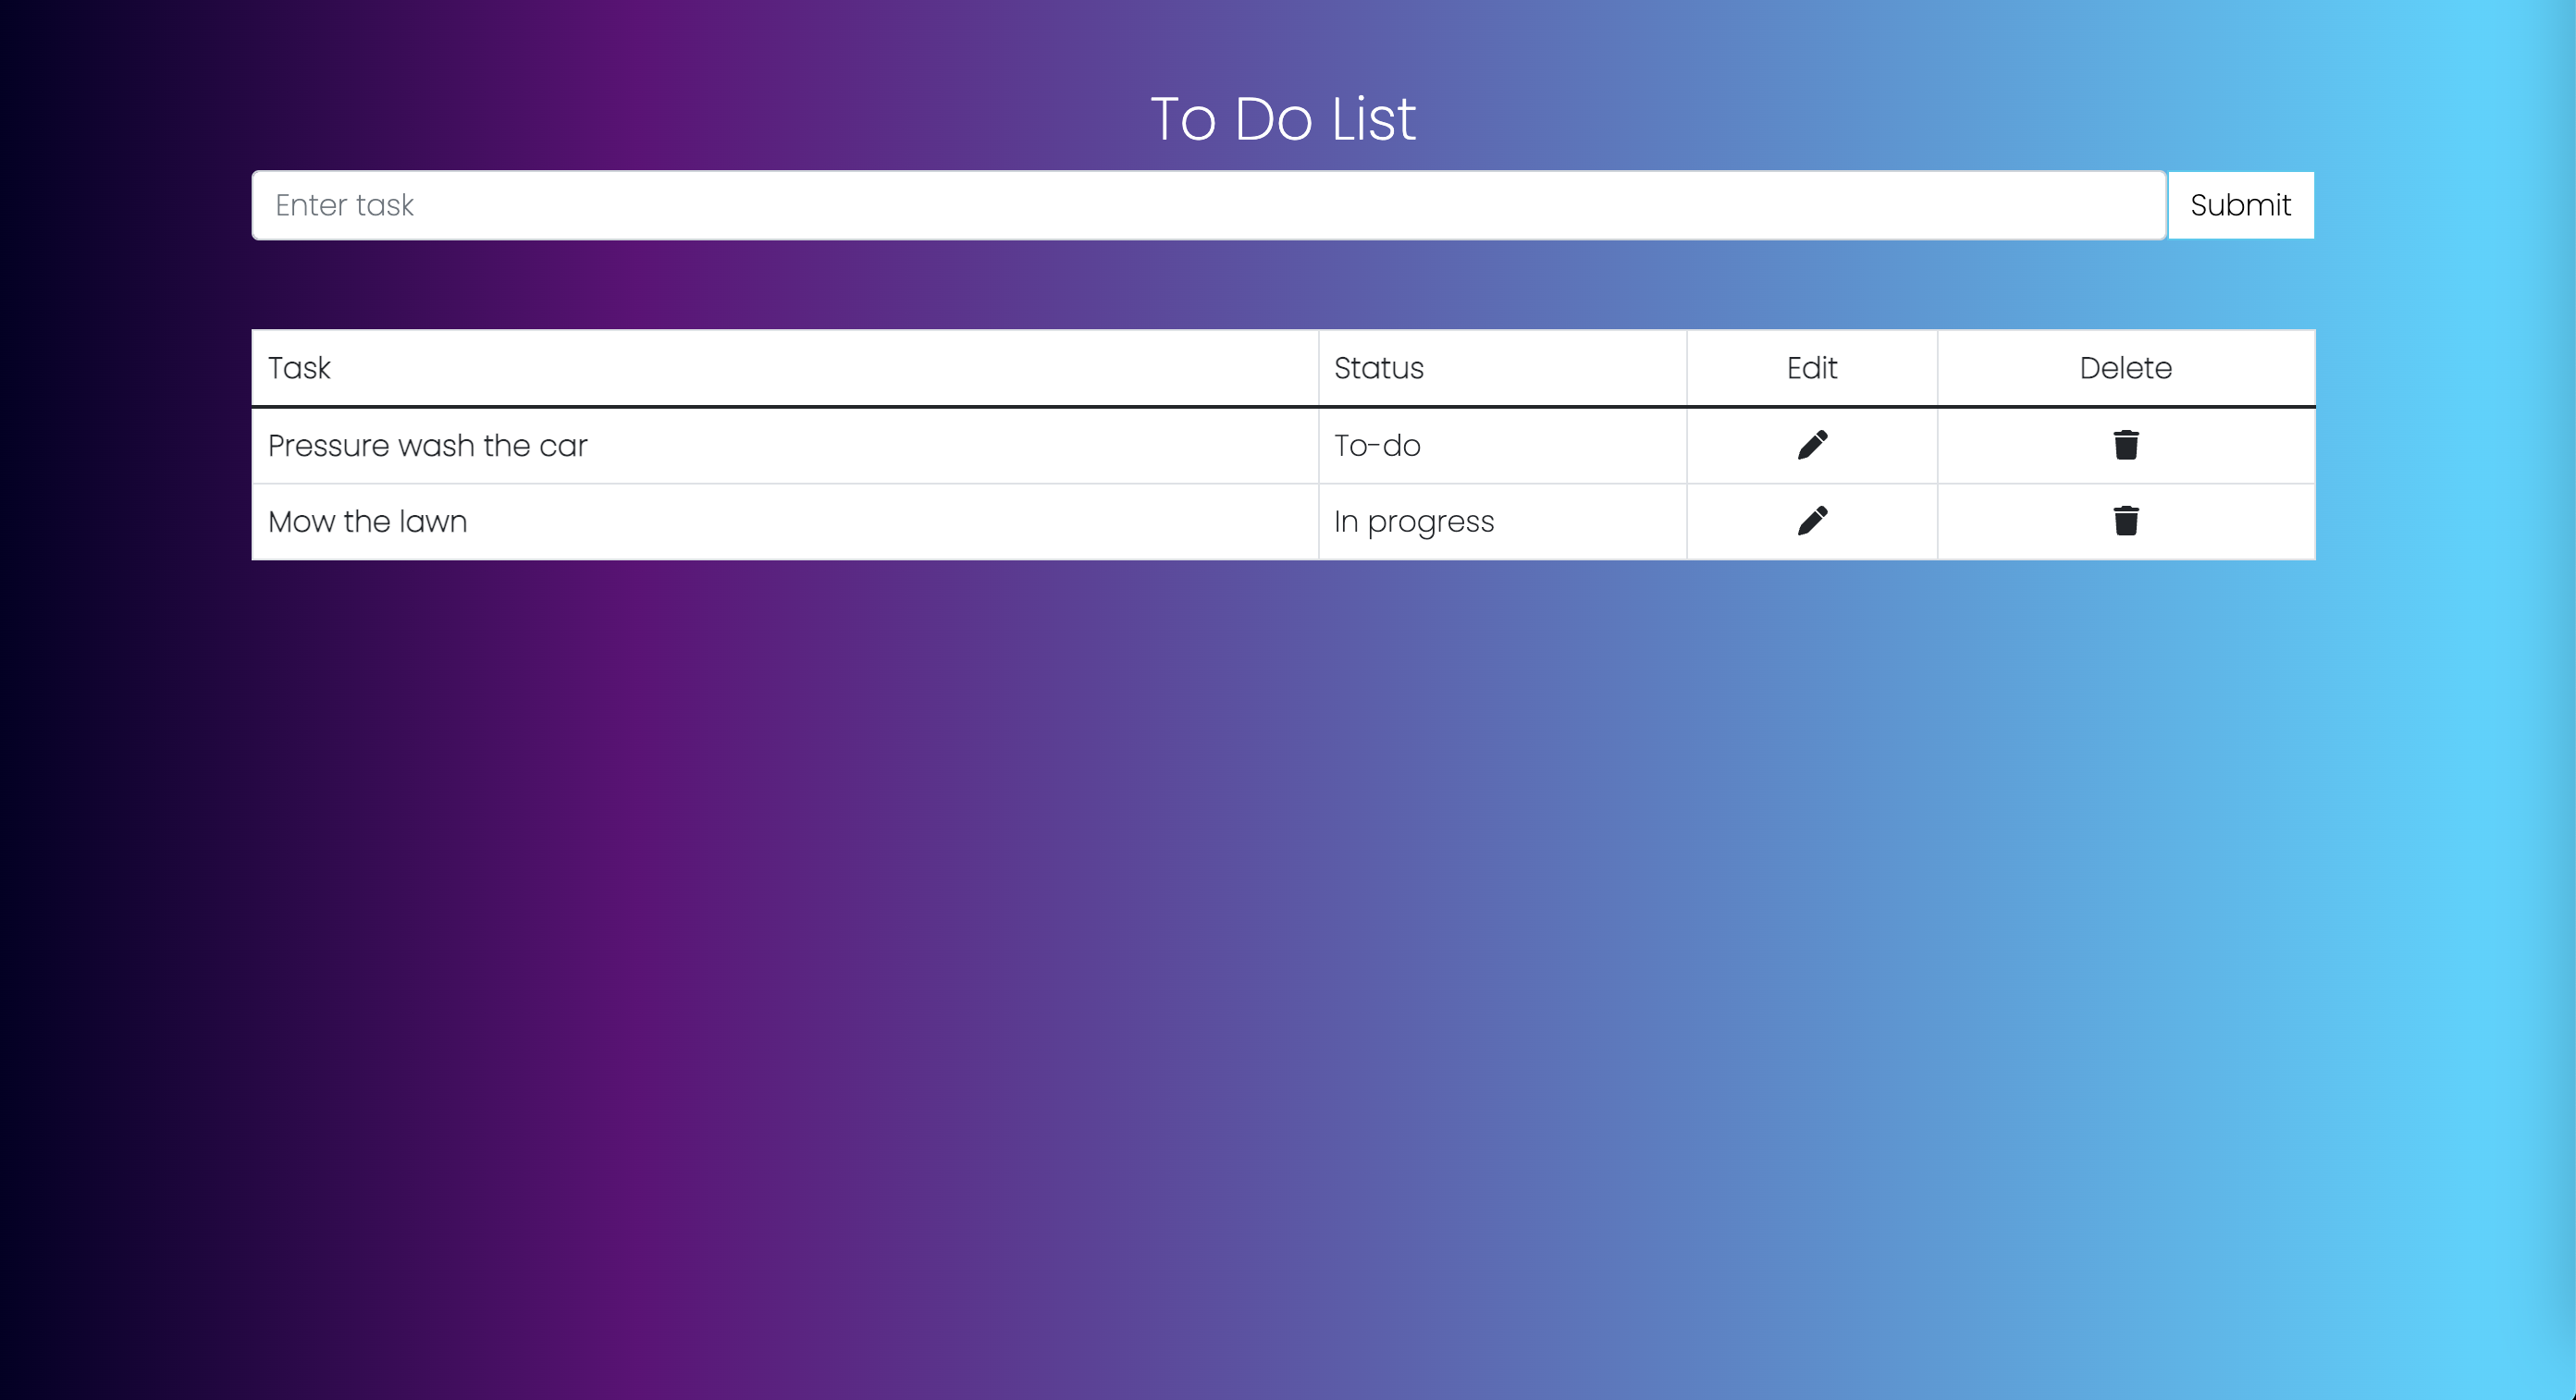 To Do List
Enter task Submit
Task Status Edit Delete
Pressure wash the car To-do
Mow the lawn In progress